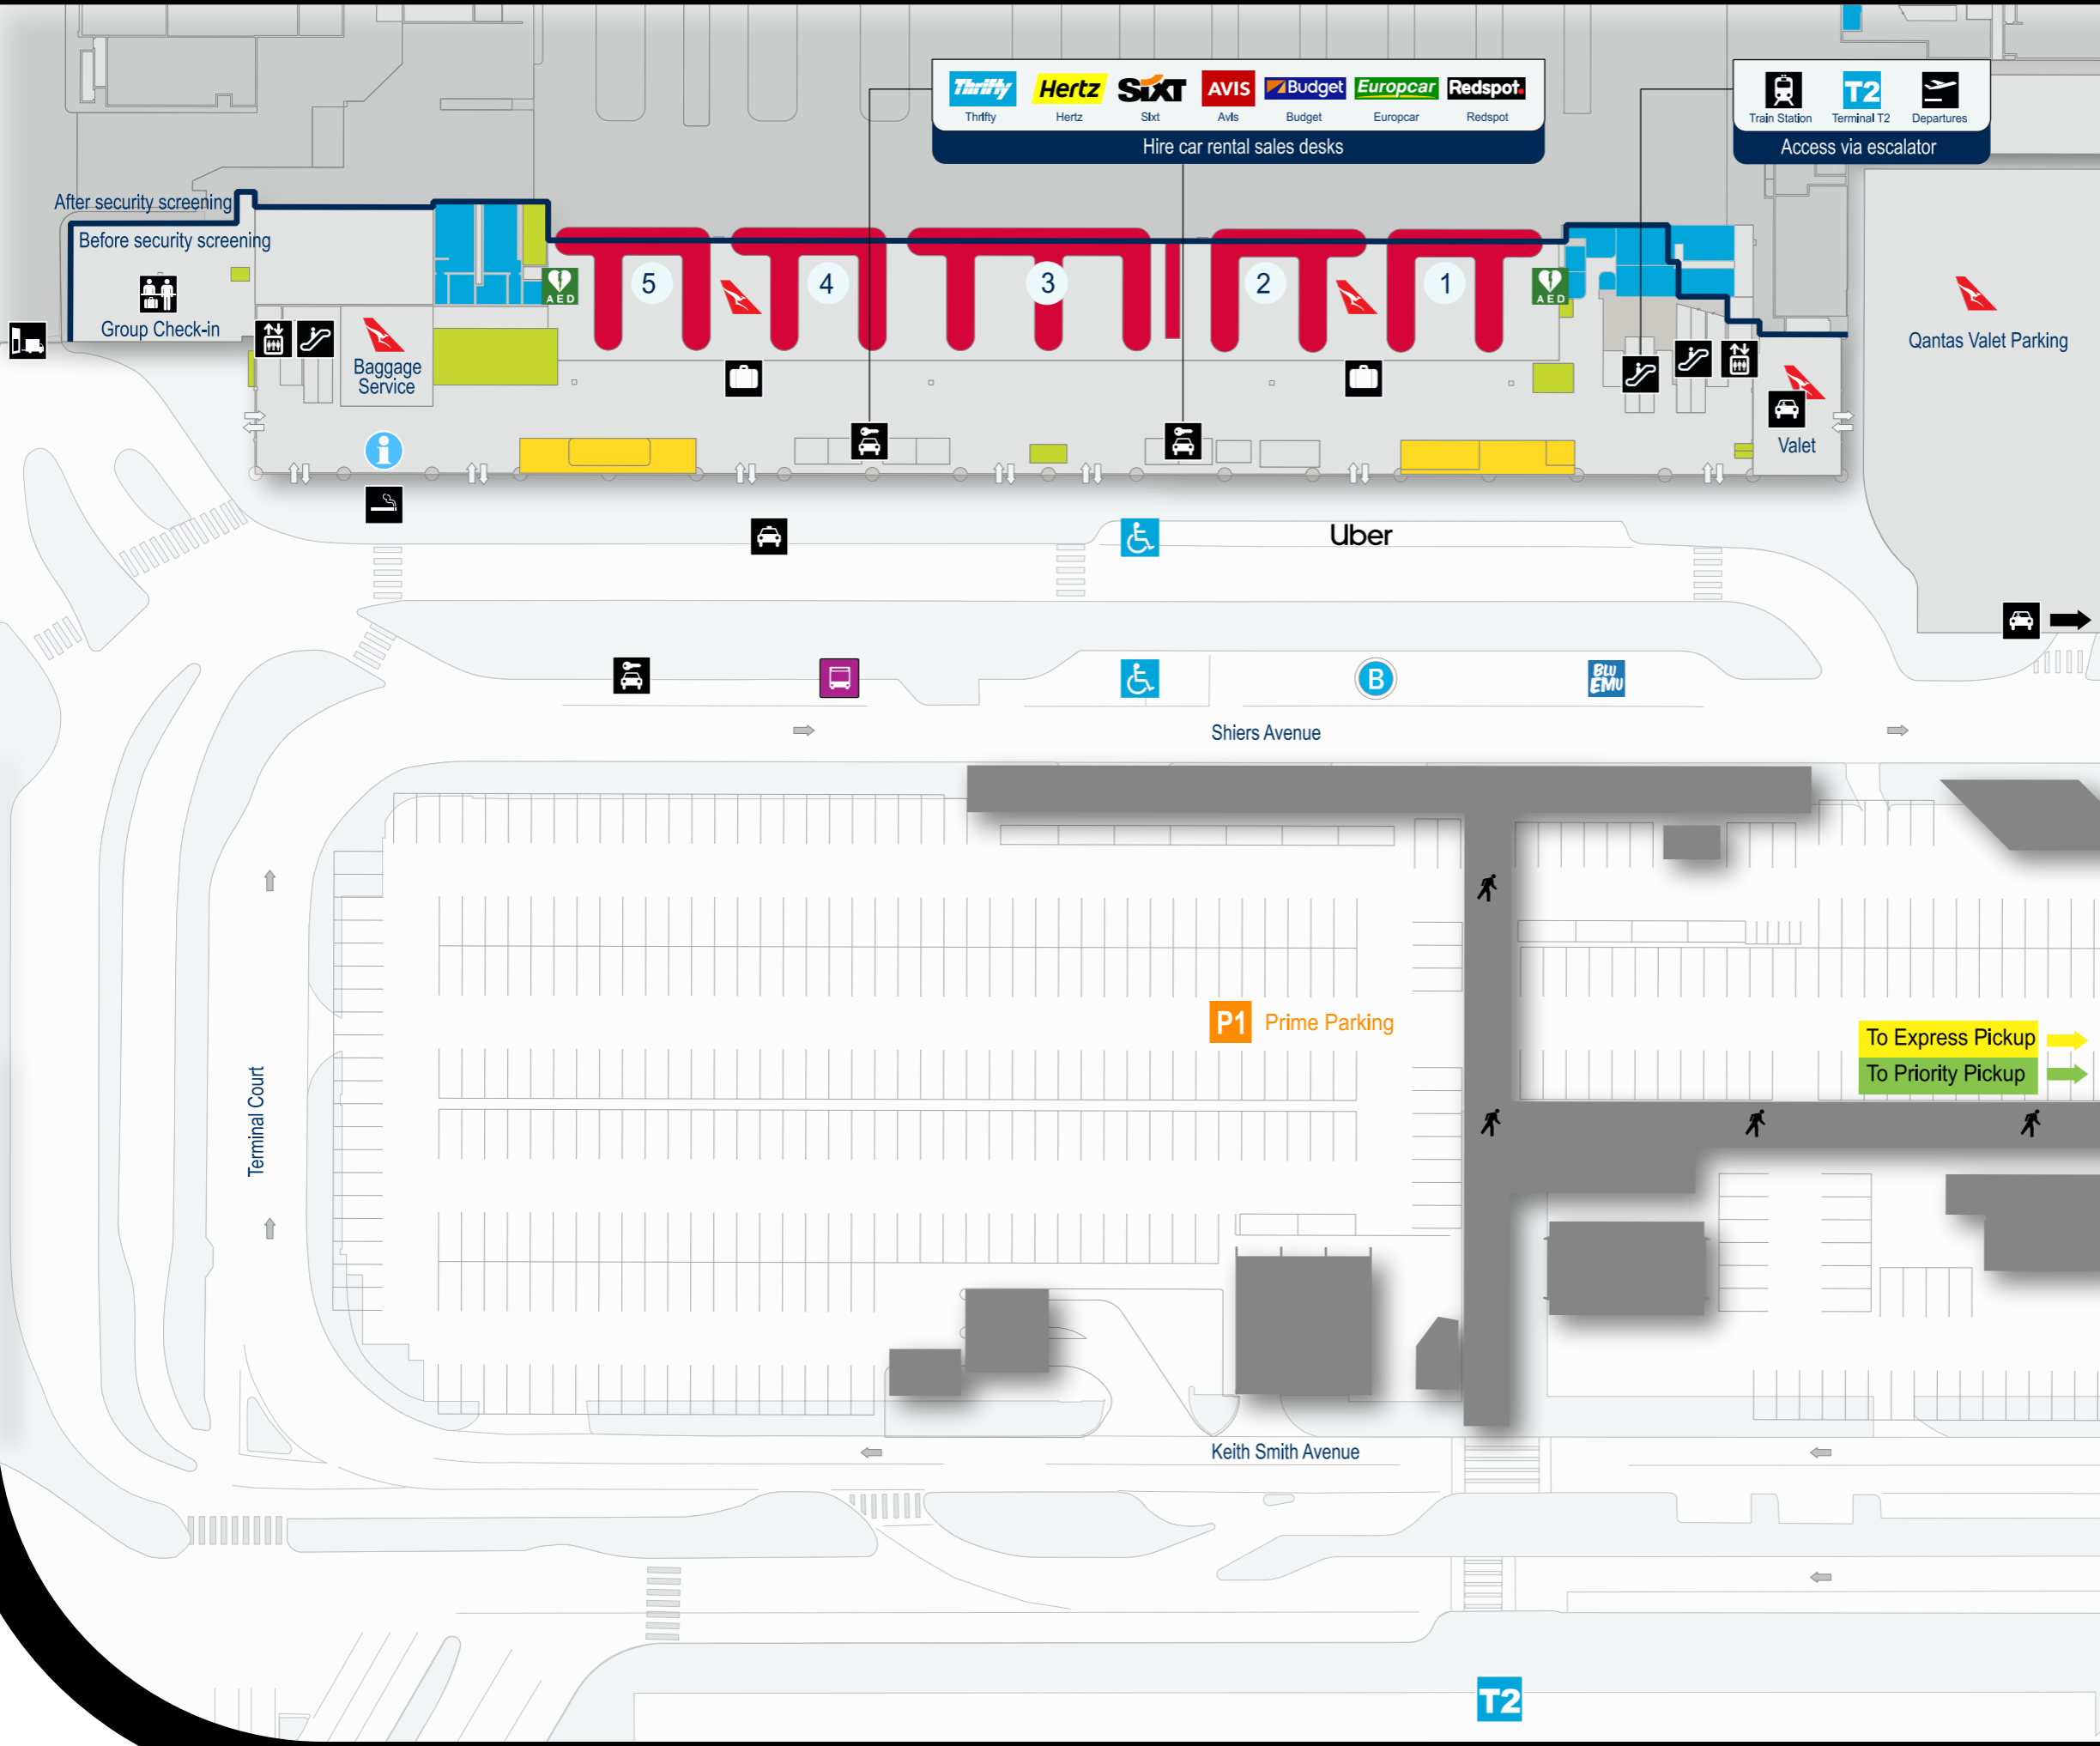 Thrifty
Hertz
SIXT
AVIS
Budget
Europcar
Redspot.
Thrifty
Hertz
Sixt
Avis
Budget
Europcar
Redspot
Hire car rental sales desks
T2
Train Station
Terminal T2
Departures
Access via escalator
After security screening
Before security screening
Group Check-in
AED
5
4
3
2
1
AED
Baggage
Service
Qantas Valet Parking
Valet
i
Uber
B
BLU
EMU
Shiers Avenue
P1 Prime Parking
To Express Pickup
To Priority Pickup
Terminal Court
Keith Smith Avenue
T2